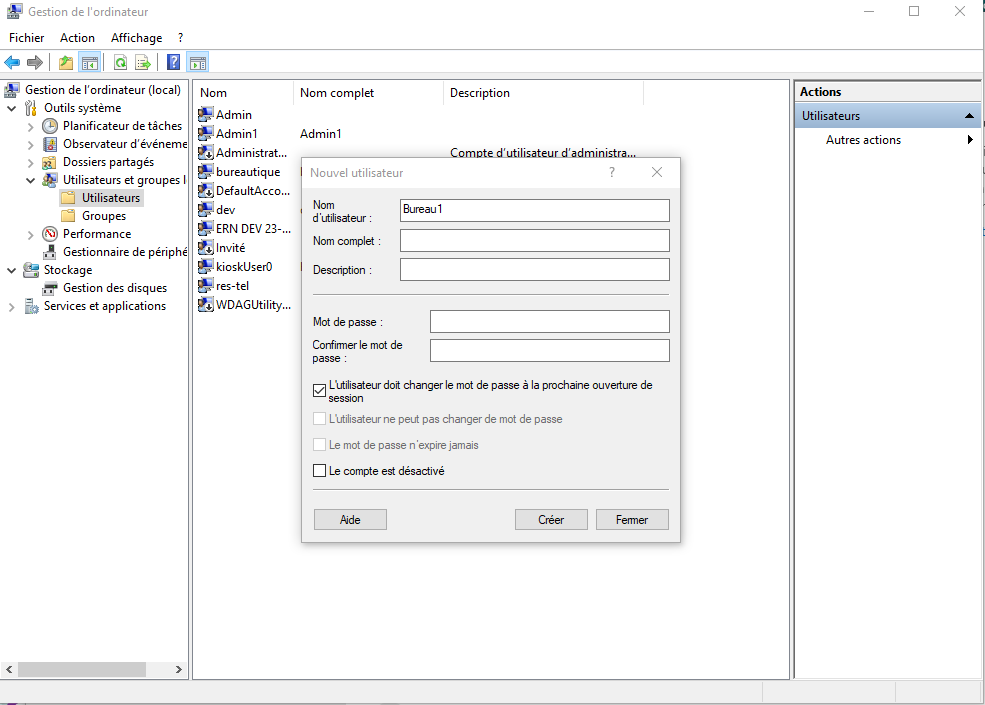 Gestion de l'ordinateur
Fichier Action Affichage ?
Gestion de l'ordinateur (local)
Outils système
Planificateur de tâches
Observateur d'événeme
Dossiers partagés
Utilisateurs et groupes l
Utilisateurs
Groupes
Performance
Gestionnaire de périphé
Stockage
Gestion des disques
Services et applications
Nom Nom complet Description
Admin
Admin1 Admin1
Administrat... Compte d'utilisateur d'administra...
bureautique
DefaultAcco...
dev
ERN DEV 23-...
Invité
kioskUser0
res-tel
WDAGUtility...
Nouvel utilisateur ?
Nom
d'utilisateur : Bureau1
Nom complet :
Description :
Mot de passe :
Confirmer le mot de
passe :
L'utilisateur doit changer le mot de passe à la prochaine ouverture de
session
L'utilisateur ne peut pas changer de mot de passe
Le mot de passe n'expire jamais
Le compte est désactivé
Aide Créer Fermer
Actions
Utilisateurs
Autres actions